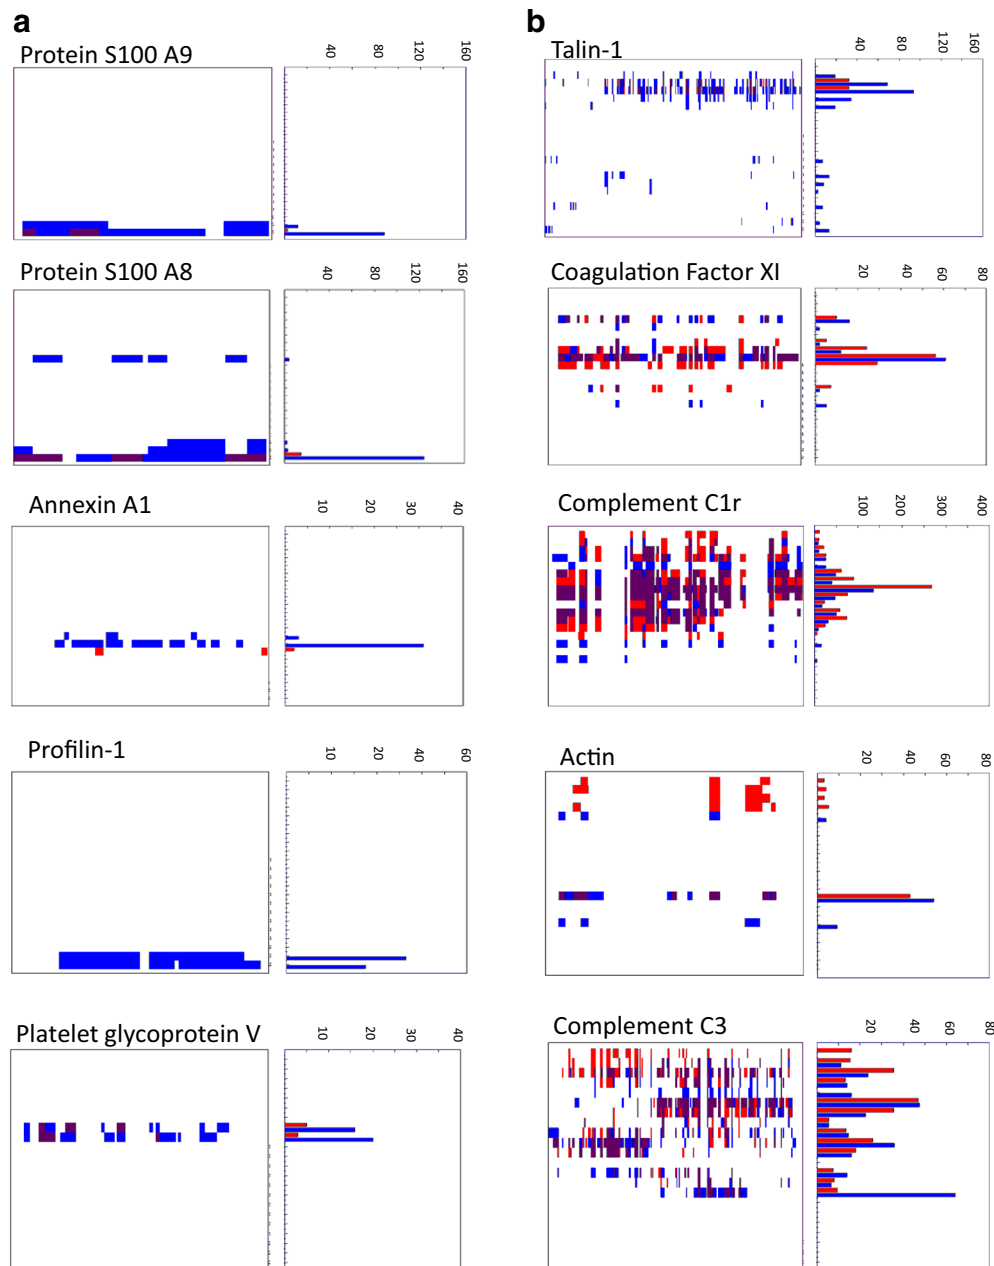 a
Protein S100 A9
40 80 120 160
Protein S100 A8
40 80 120 160
Annexin A1
10 20 30 40
Profilin-1
10 20 40 60
Platelet glycoprotein V
10 20 30 40
b
Talin-1
40 80 120 160
Coagulation Factor XI
20 40 60 80
Complement C1r
100 200 300 400
Actin
20 40 60 80
Complement C3
20 40 60 80